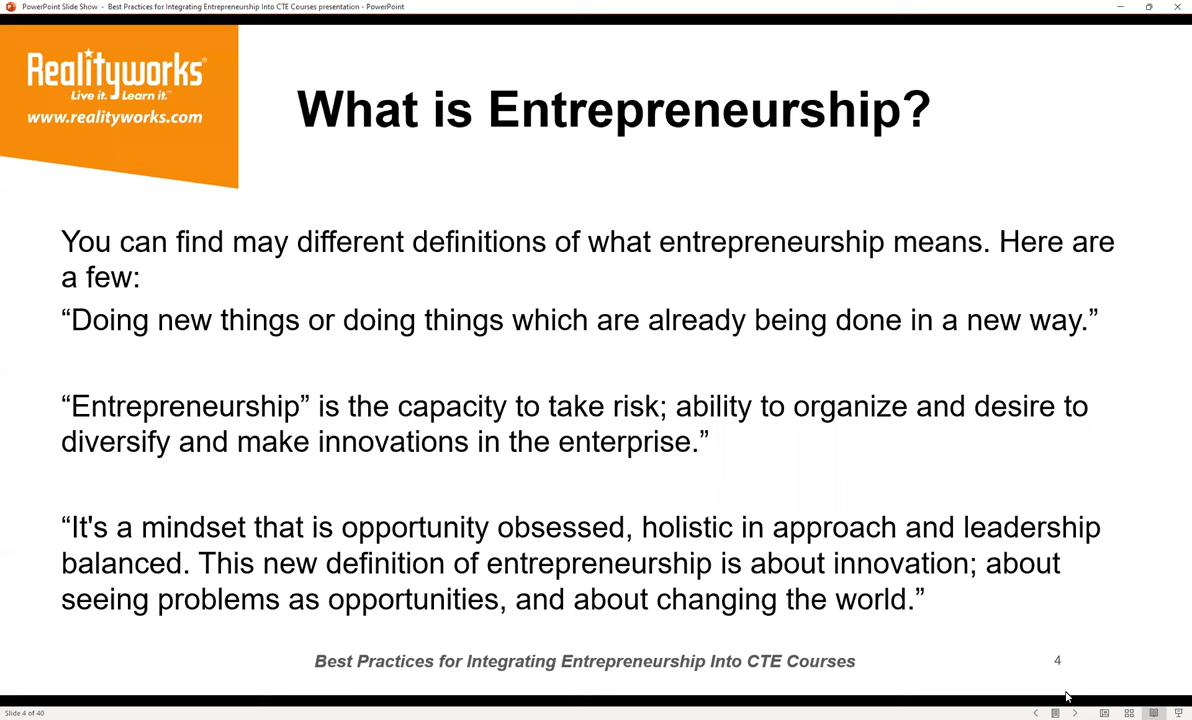 PowerPoint Slide Show - Best Practices for Integrating Entrepreneurship Into CTE Courses presentation - PowerPoint
Realityworks®
Live it. Learn it.™
www.realityworks.com
What is Entrepreneurship?
You can find may different definitions of what entrepreneurship means. Here are
a few:
“Doing new things or doing things which are already being done in a new way.”
“Entrepreneurship” is the capacity to take risk; ability to organize and desire to
diversify and make innovations in the enterprise.”
“It's a mindset that is opportunity obsessed, holistic in approach and leadership
balanced. This new definition of entrepreneurship is about innovation; about
seeing problems as opportunities, and about changing the world.”
Best Practices for Integrating Entrepreneurship Into CTE Courses
4
Slide 4 of 40